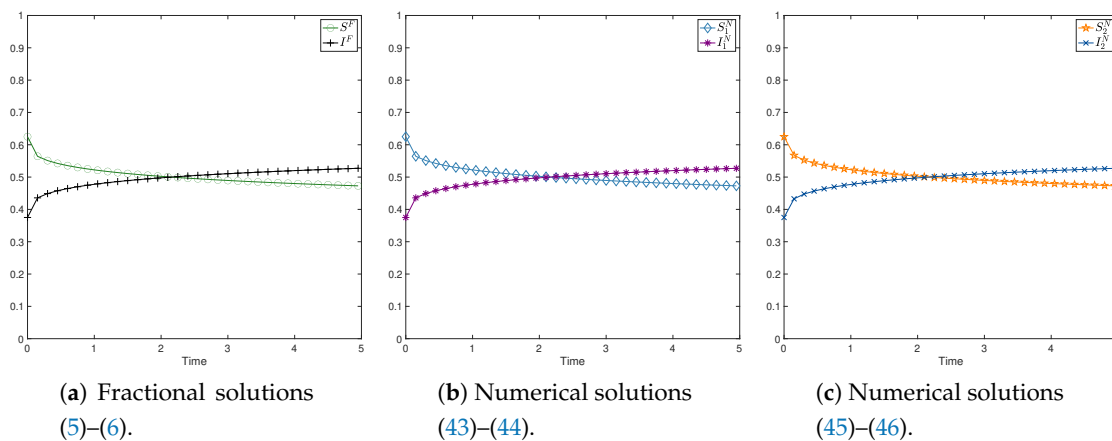 1
0.9
0.8
0.7
0.6
0.5
0.4
0.3
0.2
0.1
0
0 1 2 3 4 5
Time
S^F
I^F
(a) Fractional solutions
(5)–(6).
1
0.9
0.8
0.7
0.6
0.5
0.4
0.3
0.2
0.1
0
0 1 2 3 4 5
Time
S_1^N
I_1^N
(b) Numerical solutions
(43)–(44).
1
0.9
0.8
0.7
0.6
0.5
0.4
0.3
0.2
0.1
0
0 1 2 3 4
Time
S_2^N
I_2^N
(c) Numerical solutions
(45)–(46).